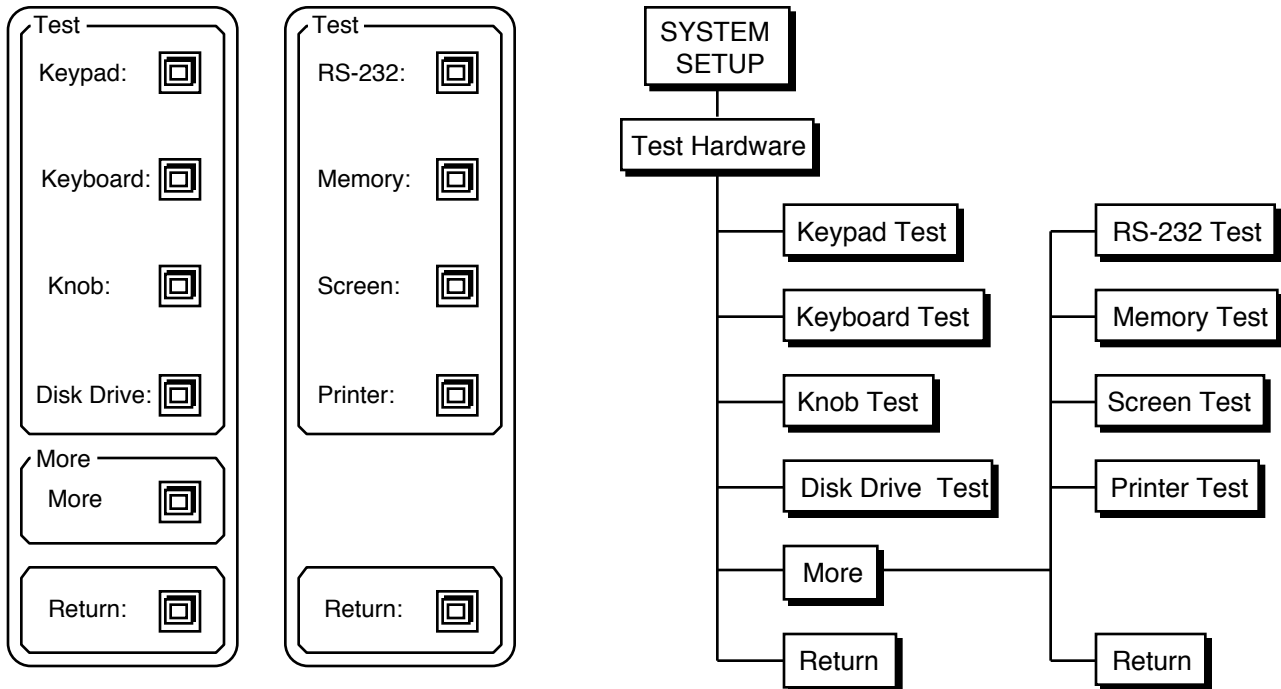 Test
Keypad:
Keyboard:
Knob:
Disk Drive:
More
More
Return:
Test
RS-232:
Memory:
Screen:
Printer:
Return:
SYSTEM
SETUP
Test Hardware
Keypad Test
Keyboard Test
Knob Test
Disk Drive Test
More
Return
RS-232 Test
Memory Test
Screen Test
Printer Test
Return